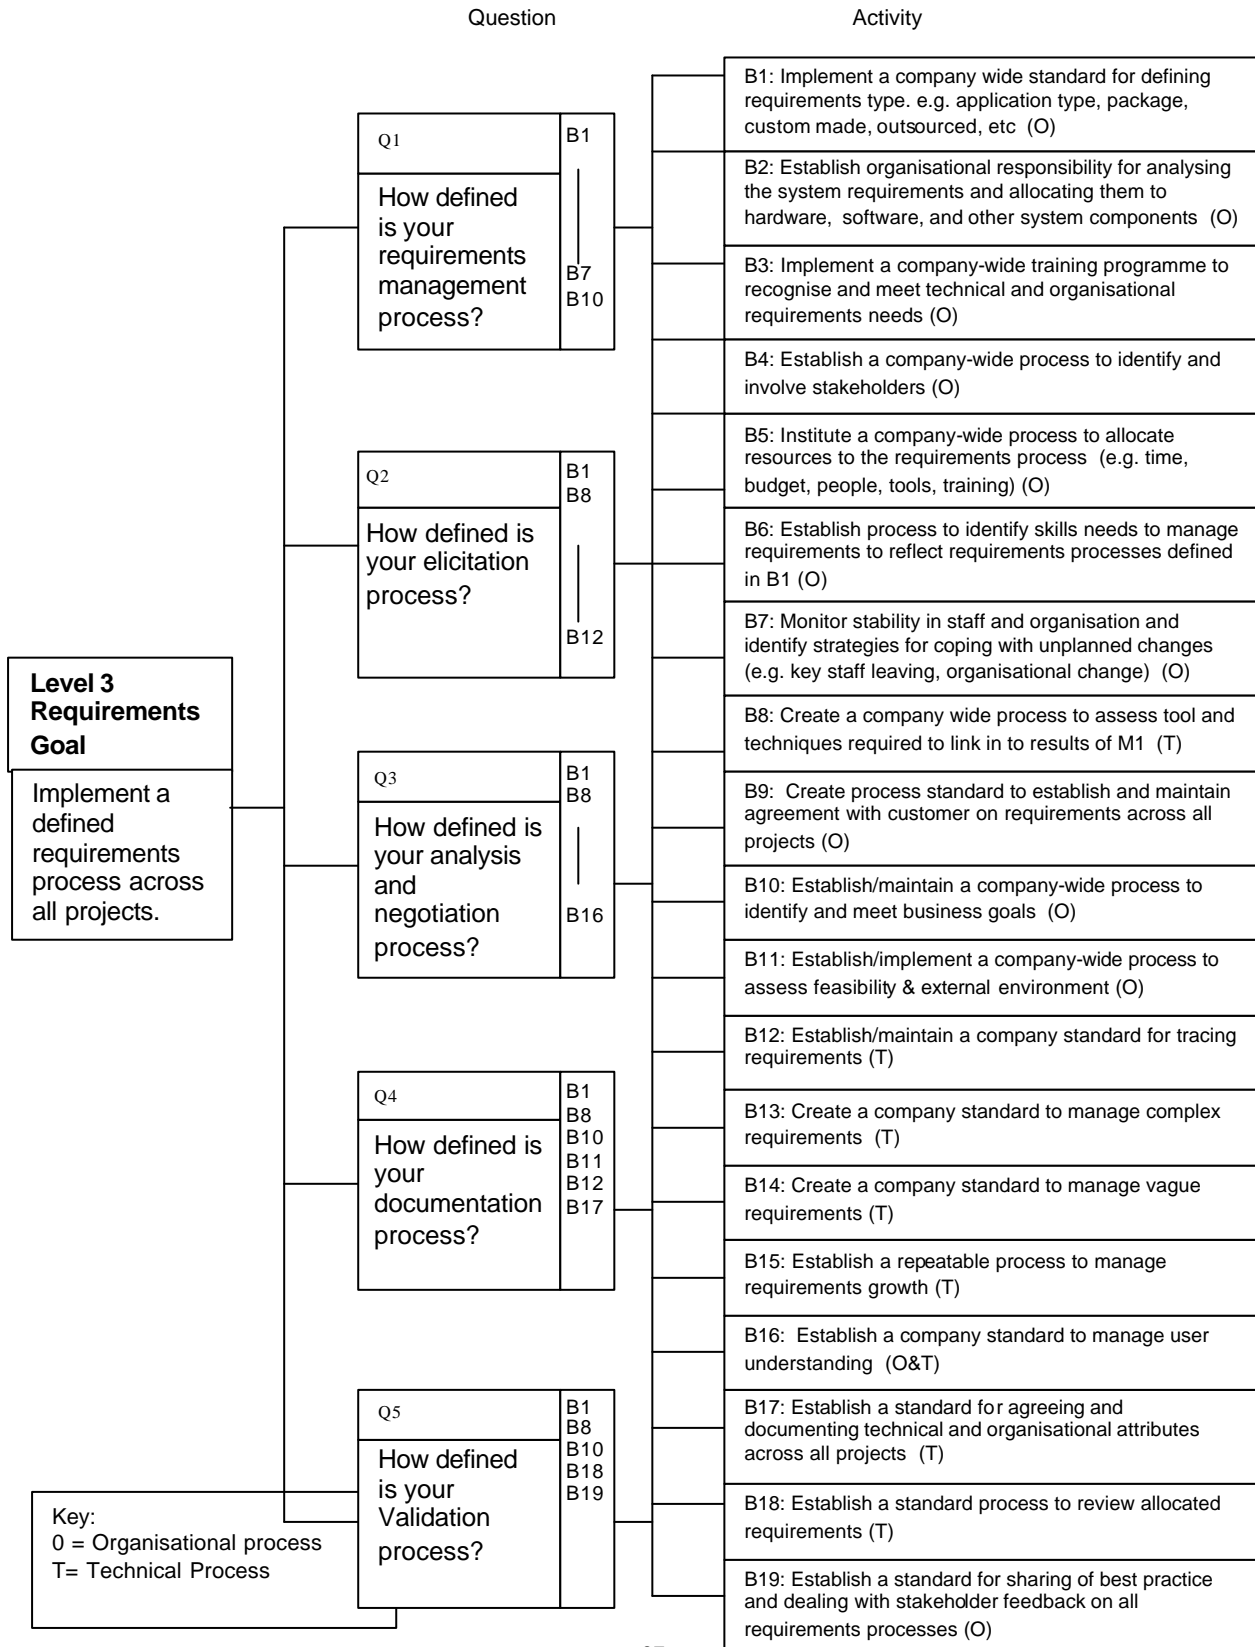 Question
Activity
Level 3
Requirements
Goal
Implement a
defined
requirements
process across
all projects.
Q1
How defined
is your
requirements
management
process?
B1
B7
B10
Q2
How defined is
your elicitation
process?
B1
B8
B12
Q3
How defined is
your analysis
and
negotiation
process?
B1
B8
B16
Q4
How defined is
your
documentation
process?
B1
B8
B10
B11
B12
B17
Q5
How defined
is your
Validation
process?
B1
B8
B10
B18
B19
Key:
0 = Organisational process
T= Technical Process
B1: Implement a company wide standard for defining
requirements type. e.g. application type, package,
custom made, outsourced, etc (O)
B2: Establish organisational responsibility for analysing
the system requirements and allocating them to
hardware, software, and other system components (O)
B3: Implement a company-wide training programme to
recognise and meet technical and organisational
requirements needs (O)
B4: Establish a company-wide process to identify and
involve stakeholders (O)
B5: Institute a company-wide process to allocate
resources to the requirements process (e.g. time,
budget, people, tools, training) (O)
B6: Establish process to identify skills needs to manage
requirements to reflect requirements processes defined
in B1 (O)
B7: Monitor stability in staff and organisation and
identify strategies for coping with unplanned changes
(e.g. key staff leaving, organisational change) (O)
B8: Create a company wide process to assess tool and
techniques required to link in to results of M1 (T)
B9: Create process standard to establish and maintain
agreement with customer on requirements across all
projects (O)
B10: Establish/maintain a company-wide process to
identify and meet business goals (O)
B11: Establish/implement a company-wide process to
assess feasibility & external environment (O)
B12: Establish/maintain a company standard for tracing
requirements (T)
B13: Create a company standard to manage complex
requirements (T)
B14: Create a company standard to manage vague
requirements (T)
B15: Establish a repeatable process to manage
requirements growth (T)
B16: Establish a company standard to manage user
understanding (O&T)
B17: Establish a standard for agreeing and
documenting technical and organisational attributes
across all projects (T)
B18: Establish a standard process to review allocated
requirements (T)
B19: Establish a standard for sharing of best practice
and dealing with stakeholder feedback on all
requirements processes (O)